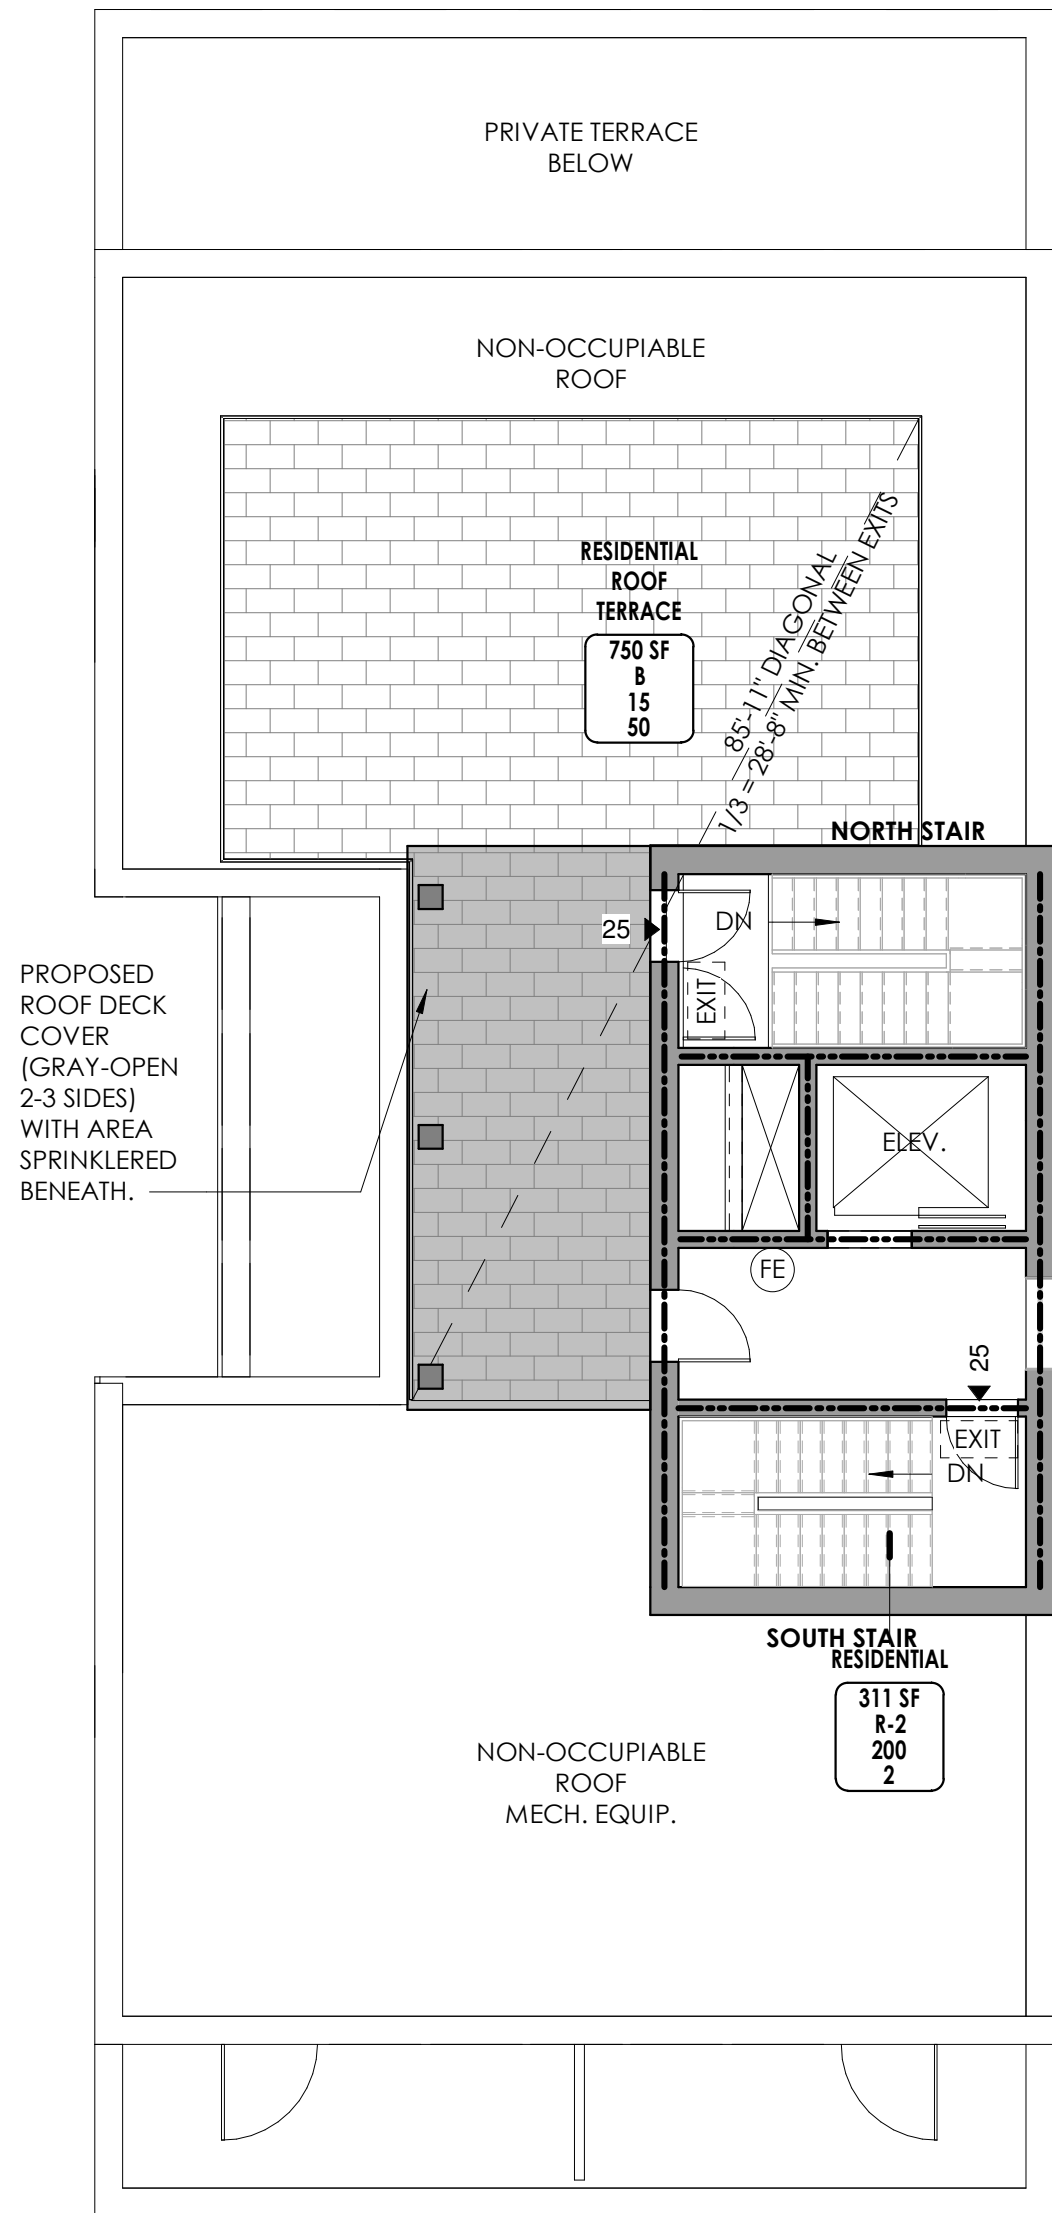 PRIVATE TERRACE
BELOW
NON-OCCUPIABLE
ROOF
RESIDENTIAL
ROOF
TERRACE
750 SF
B
15
50
85'-11" DIAGONAL
1/3 = 28'-8" MIN. BETWEEN EXITS
NORTH STAIR
25
DN
EXIT
PROPOSED
ROOF DECK
COVER
(GRAY-OPEN
2-3 SIDES)
WITH AREA
SPRINKLERED
BENEATH.
ELEV.
FE
25
EXIT
DN
SOUTH STAIR
RESIDENTIAL
311 SF
R-2
200
2
NON-OCCUPIABLE
ROOF
MECH. EQUIP.